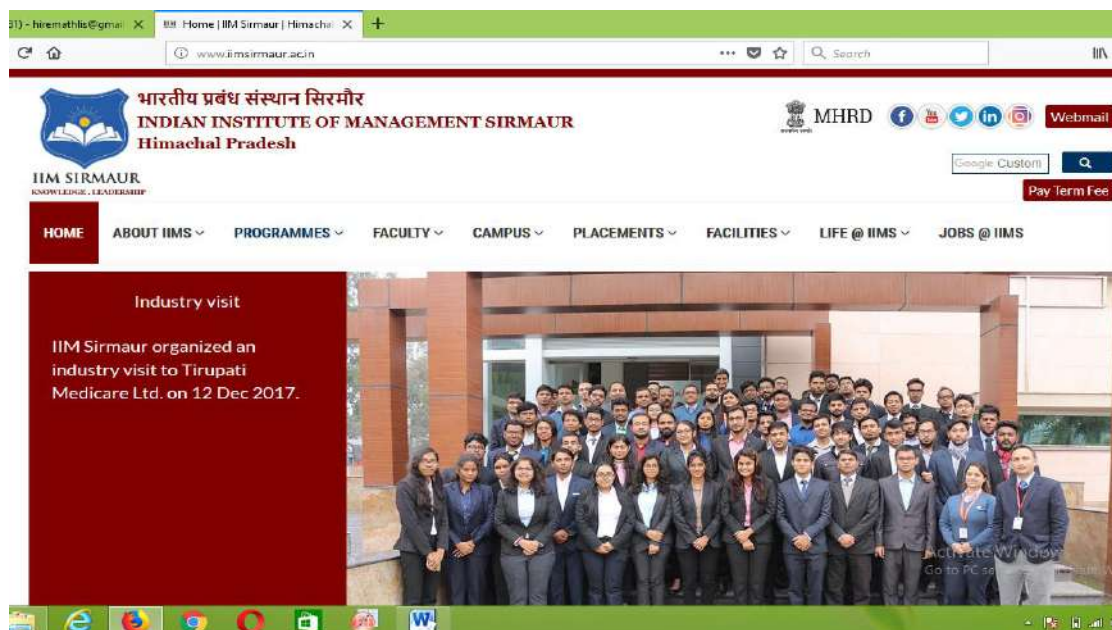 31) - hiremathlis@gmail
Home | IIM Sirmaur | Himachal
www.iimsirmaur.ac.in
Search
भारतीय प्रबंध संस्थान सिरमौर
INDIAN INSTITUTE OF MANAGEMENT SIRMAUR
Himachal Pradesh
IIM SIRMAUR
KNOWLEDGE . LEADERSHIP
MHRD
Webmail
Google Custom
Pay Term Fee
HOME ABOUT IIMS PROGRAMMES FACULTY CAMPUS PLACEMENTS FACILITIES LIFE @ IIMS JOBS @ IIMS
Industry visit
IIM Sirmaur organized an
industry visit to Tirupati
Medicare Ltd. on 12 Dec 2017.
Activate Window
Go to PC se